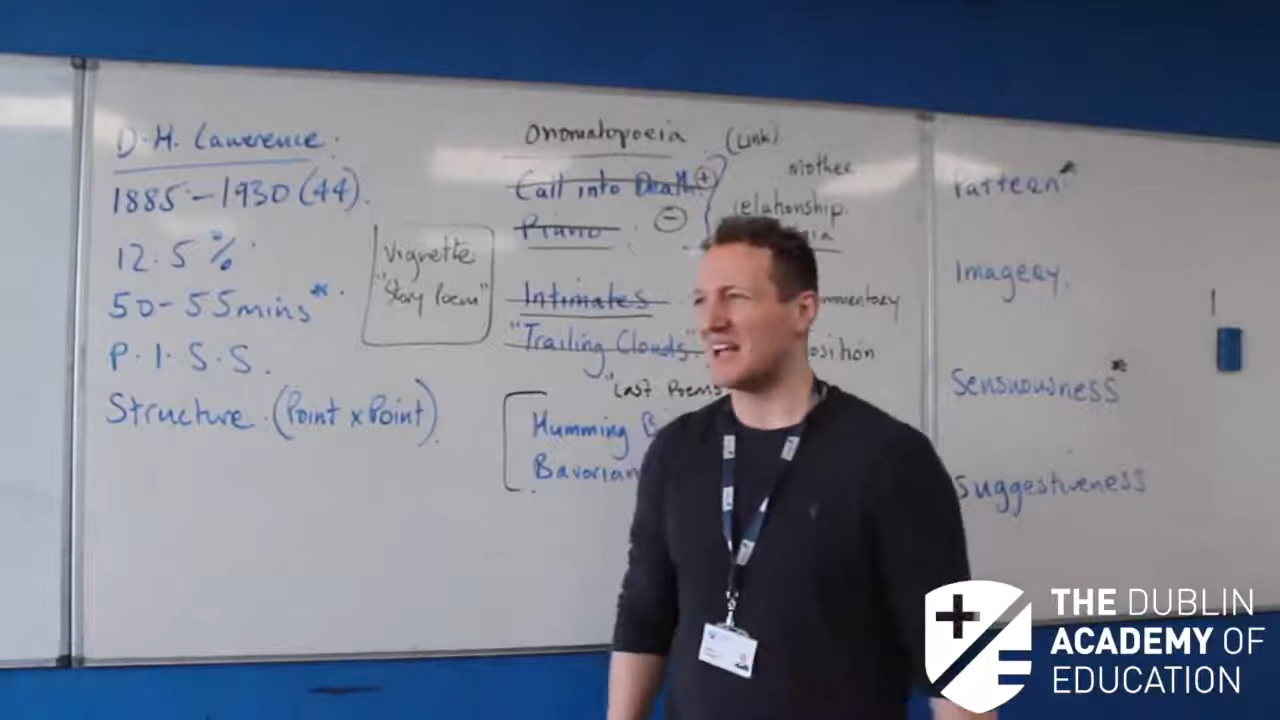 D.H. Lawerence.
1885-1930 (44).
12.5%
50-55mins*.
P.I.S.S.
Structure. (Point x Point)
Vignette
"Story Poem"
Onomatopoeia
(Link)
Call into Death. +
Piano. -
mother
relationship.
Intimates
"Trailing Clouds"
"Last Poems
Humming
Bavarian
Pattern*
Imagery.
Sensuousness*
Suggestiveness
THE DUBLIN
ACADEMY OF
EDUCATION